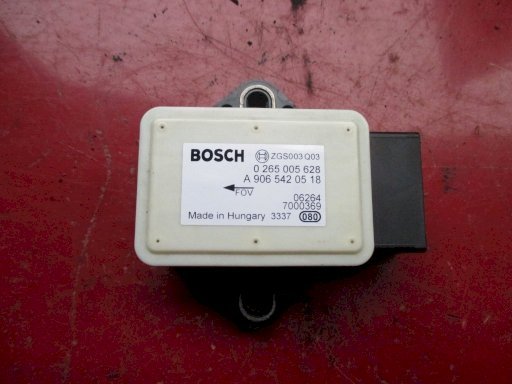 BOSCH ZGS003 Q03
0 265 005 628
A 906 542 05 18
FOV
06264
7000369
Made in Hungary 3337 080